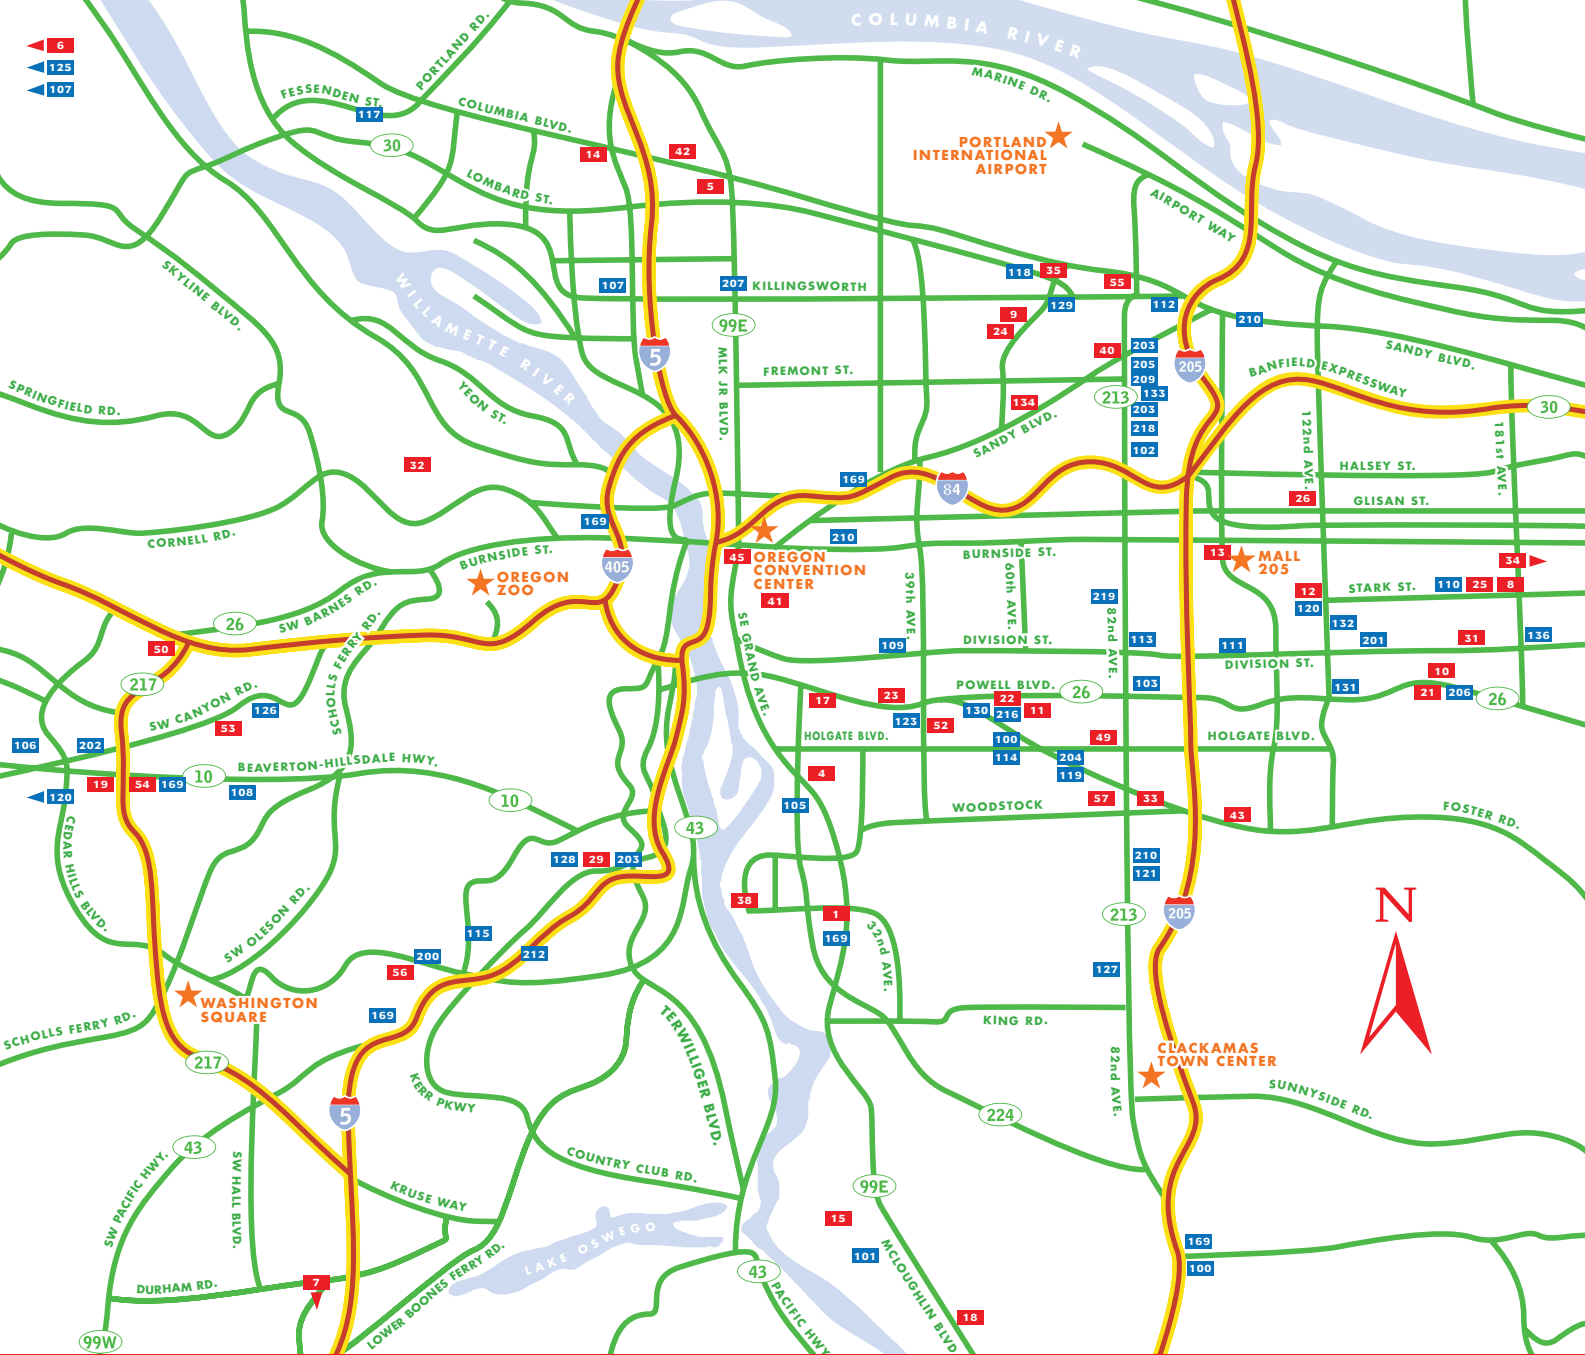 COLUMBIA RIVER
6
125
107
PORTLAND RD.
FESSENDEN ST.
117
COLUMBIA BLVD.
MARINE DR.
30
14
42
PORTLAND
INTERNATIONAL
AIRPORT
LOMBARD ST.
5
AIRPORT WAY
SKYLINE BLVD.
WILLAMETTE RIVER
107
207
KILLINGSWORTH
118
35
55
129
112
99E
9
24
210
5
MLK JR BLVD.
FREMONT ST.
40
203
205
209
133
203
218
102
213
205
BANFIELD EXPRESSWAY
SANDY BLVD.
30
SPRINGFIELD RD.
YEON ST.
134
SANDY BLVD.
122nd AVE.
181st AVE.
32
169
84
HALSEY ST.
26
GLISAN ST.
169
CORNELL RD.
BURNSIDE ST.
405
210
45
OREGON
CONVENTION
CENTER
41
BURNSIDE ST.
13
MALL
205
34
OREGON
ZOO
SW BARNES RD.
26
39th AVE.
60th AVE.
219
82nd AVE.
12
120
STARK ST.
110
25
8
132
50
SCHOLLS FERRY RD.
SE GRAND AVE.
109
DIVISION ST.
113
111
DIVISION ST.
201
31
136
217
SW CANYON RD.
126
53
17
23
POWELL BLVD.
26
103
131
10
21
206
26
22
130
216
11
123
52
106
202
HOLGATE BLVD.
100
114
49
HOLGATE BLVD.
204
119
BEAVERTON-HILLSDALE HWY.
10
19
54
169
108
120
10
4
105
WOODSTOCK
57
33
43
FOSTER RD.
43
CEDAR HILLS BLVD.
128
29
203
210
121
SW OLESON RD.
38
1
169
32nd AVE.
213
205
N
115
212
200
56
127
WASHINGTON
SQUARE
169
SCHOLLS FERRY RD.
TERWILLIGER BLVD.
KING RD.
217
CLACKAMAS
TOWN CENTER
82nd AVE.
KERR PKWY
5
SUNNYSIDE RD.
224
43
SW PACIFIC HWY.
SW HALL BLVD.
COUNTRY CLUB RD.
KRUSE WAY
99E
15
LAKE OSWEGO
101
MCLOUGHLIN BLVD
169
100
DURHAM RD.
7
LOWER BOONES FERRY RD.
43
PACIFIC HWY
18
99W